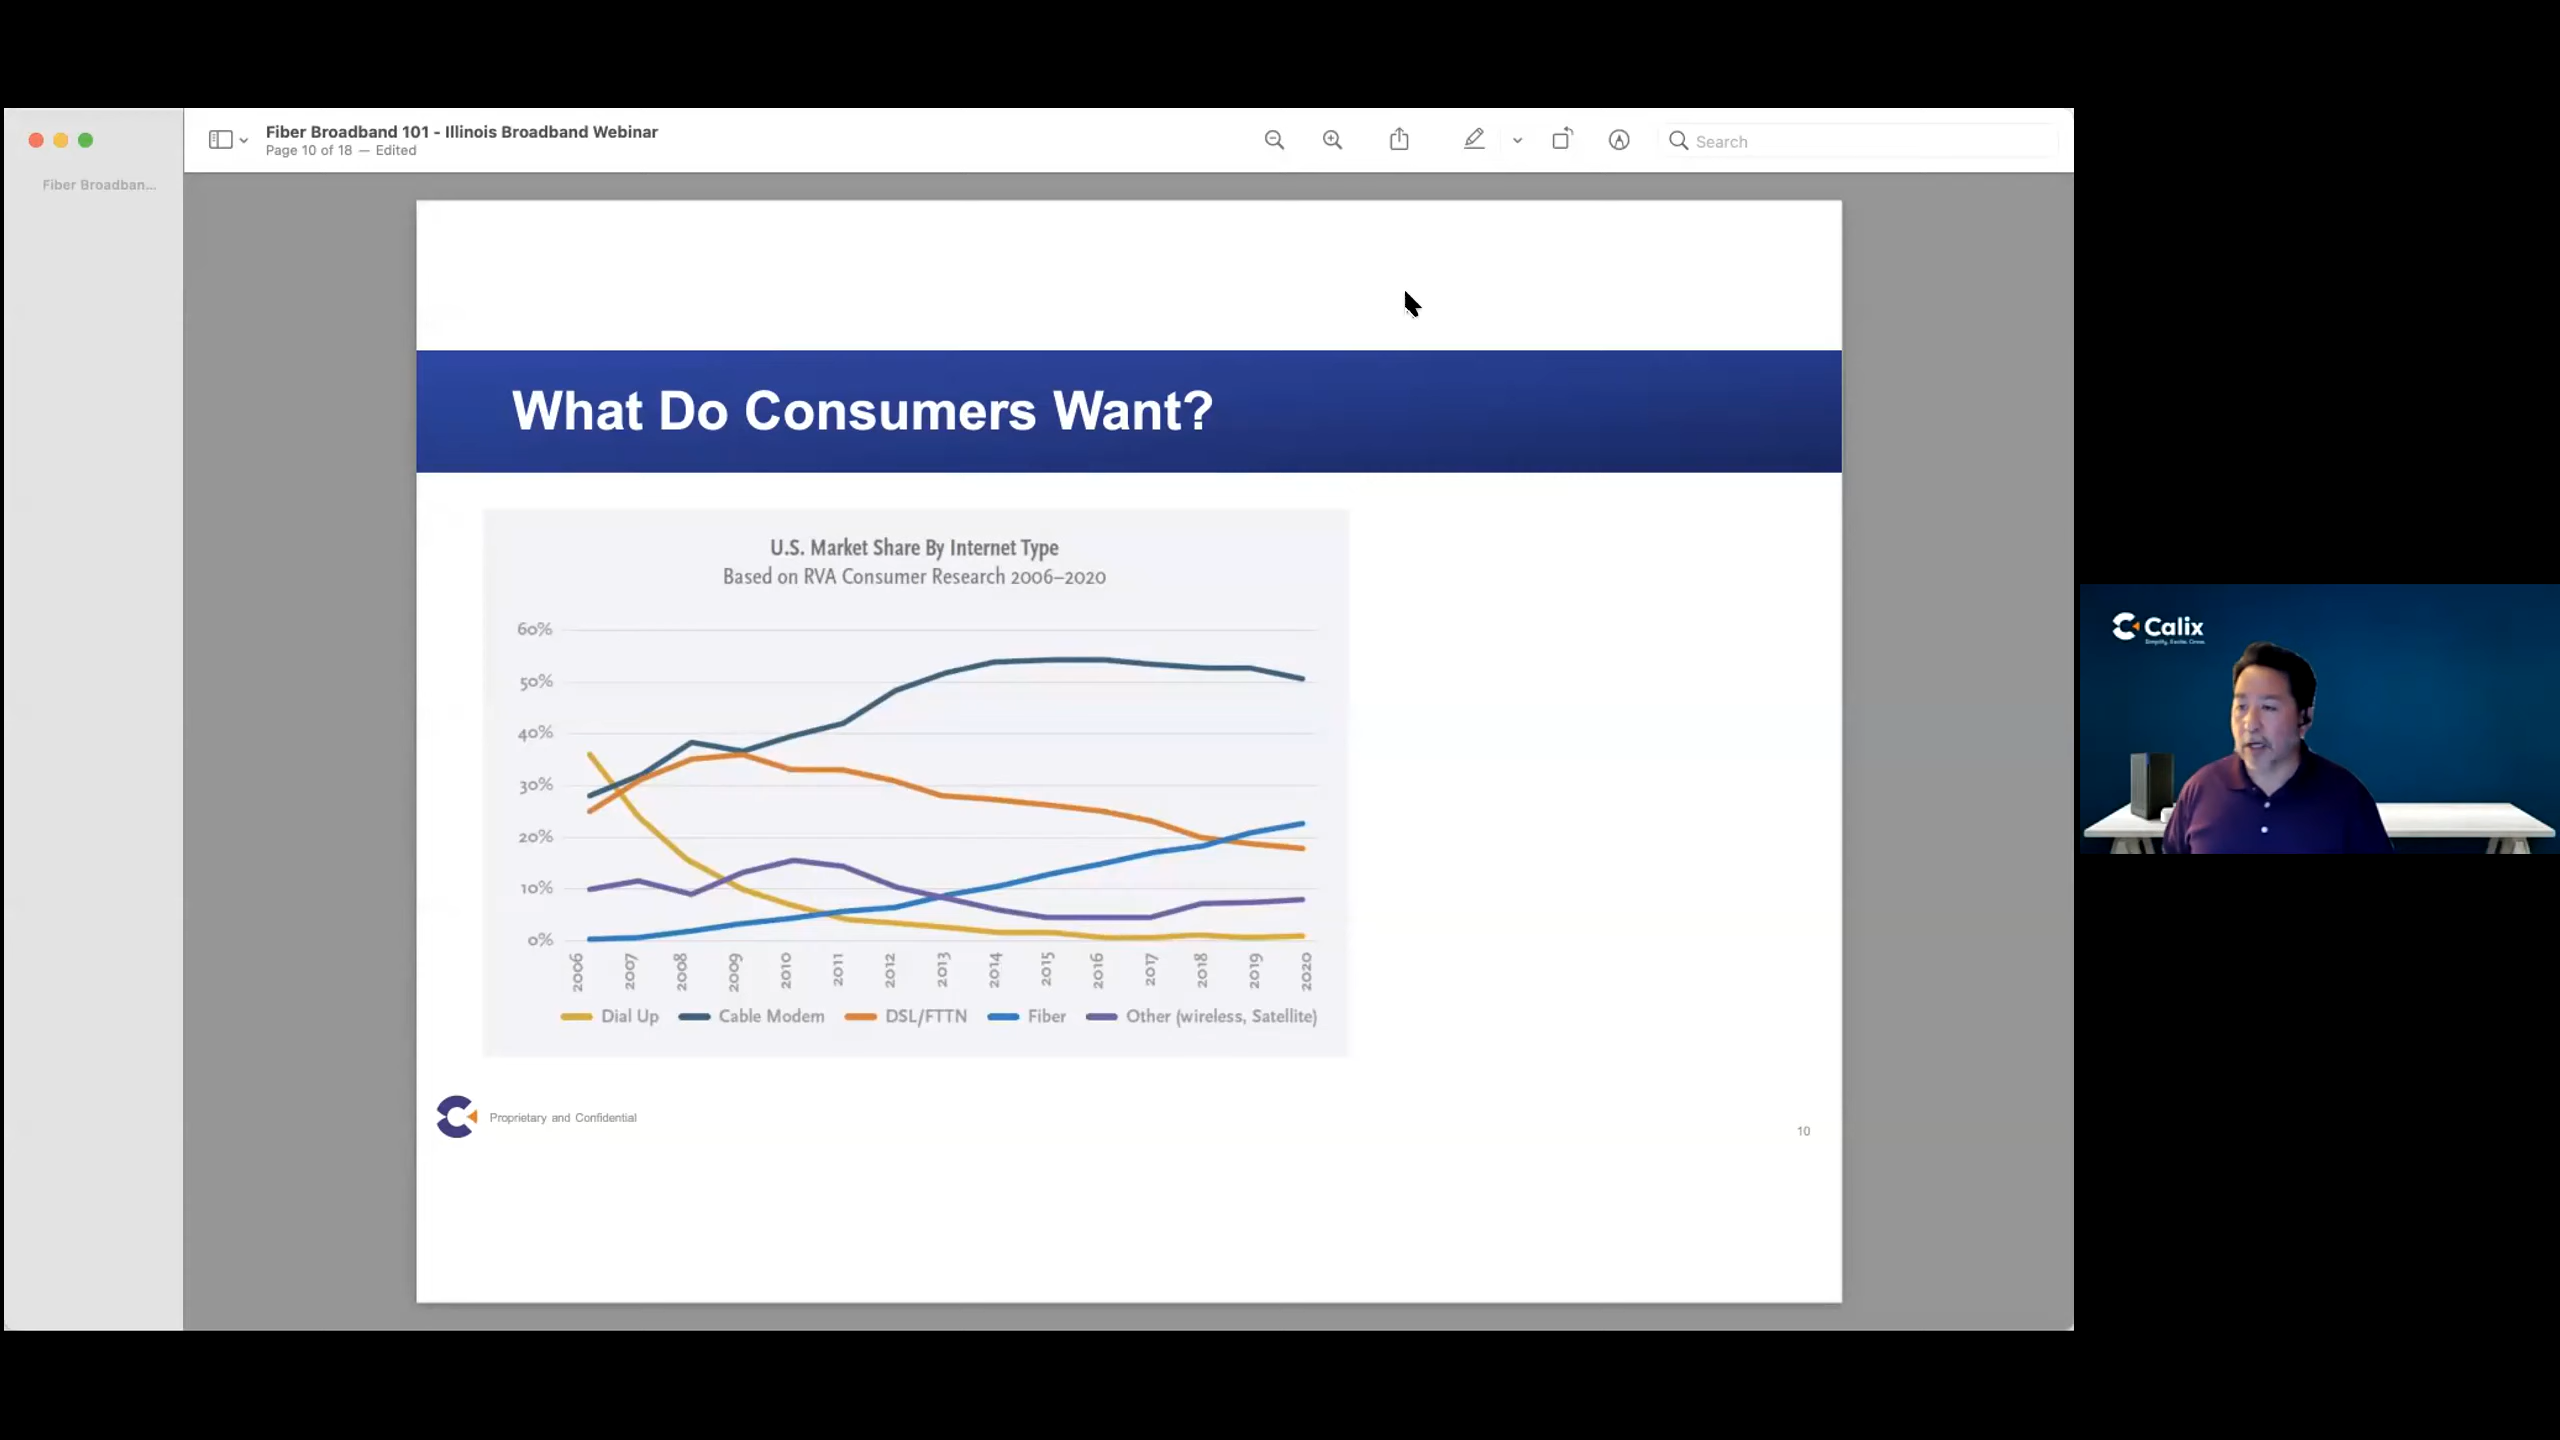 Fiber Broadband 101 - Illinois Broadband Webinar
Page 10 of 18 — Edited
Search
Fiber Broadban...
What Do Consumers Want?
U.S. Market Share By Internet Type
Based on RVA Consumer Research 2006–2020
60%
50%
40%
30%
20%
10%
0%
2006
2007
2008
2009
2010
2011
2012
2013
2014
2015
2016
2017
2018
2019
2020
Dial Up
Cable Modem
DSL/FTTN
Fiber
Other (wireless, Satellite)
Proprietary and Confidential
10
Calix